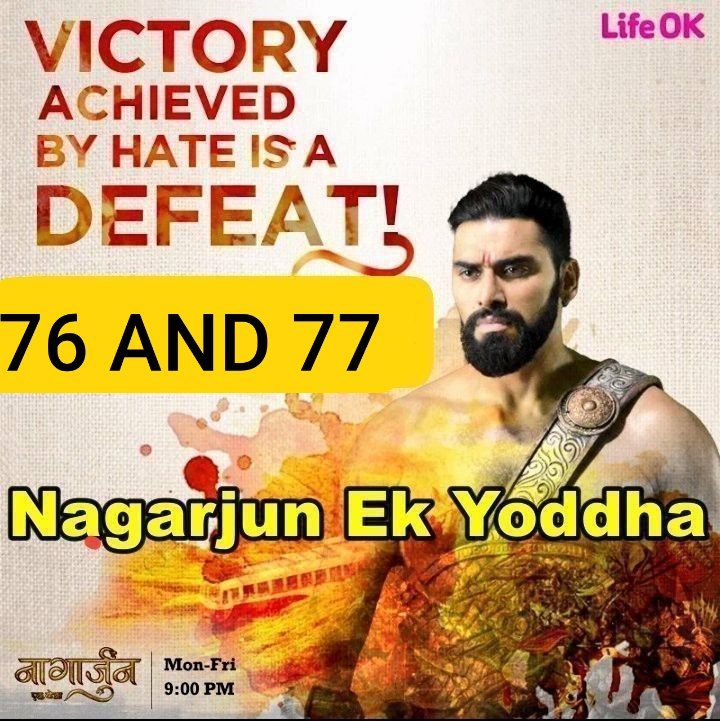 VICTORY
ACHIEVED
BY HATE IS A
DEFEAT!
Life OK
76 AND 77
Nagarjun Ek Yoddha
नागार्जुन
एक योद्धा
Mon-Fri
9:00 PM